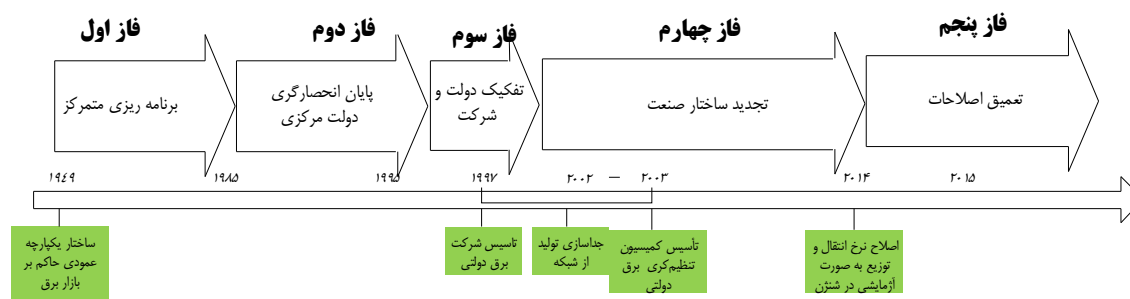 فاز اول
فاز دوم
فاز سوم
فاز چهارم
فاز پنجم
برنامه ریزی متمرکز
پایان انحصارگری
دولت مرکزی
تفکیک دولت و
شرکت
تجدید ساختار صنعت
تعمیق اصلاحات
۱۹۴۹
۱۹۸۵
۱۹۹۵
۱۹۹۷
۲۰۰۲ – ۲۰۰۳
۲۰۱۴
۲۰۱۵
ساختار یکپارچه
عمودی حاکم بر
بازار برق
تاسیس شرکت
برق دولتی
جداسازی تولید
از شبکه
تأسیس کمیسیون
تنظیم‌کری برق
دولتی
اصلاح نرخ انتقال و
توزیع به صورت
آزمایشی در شنژن